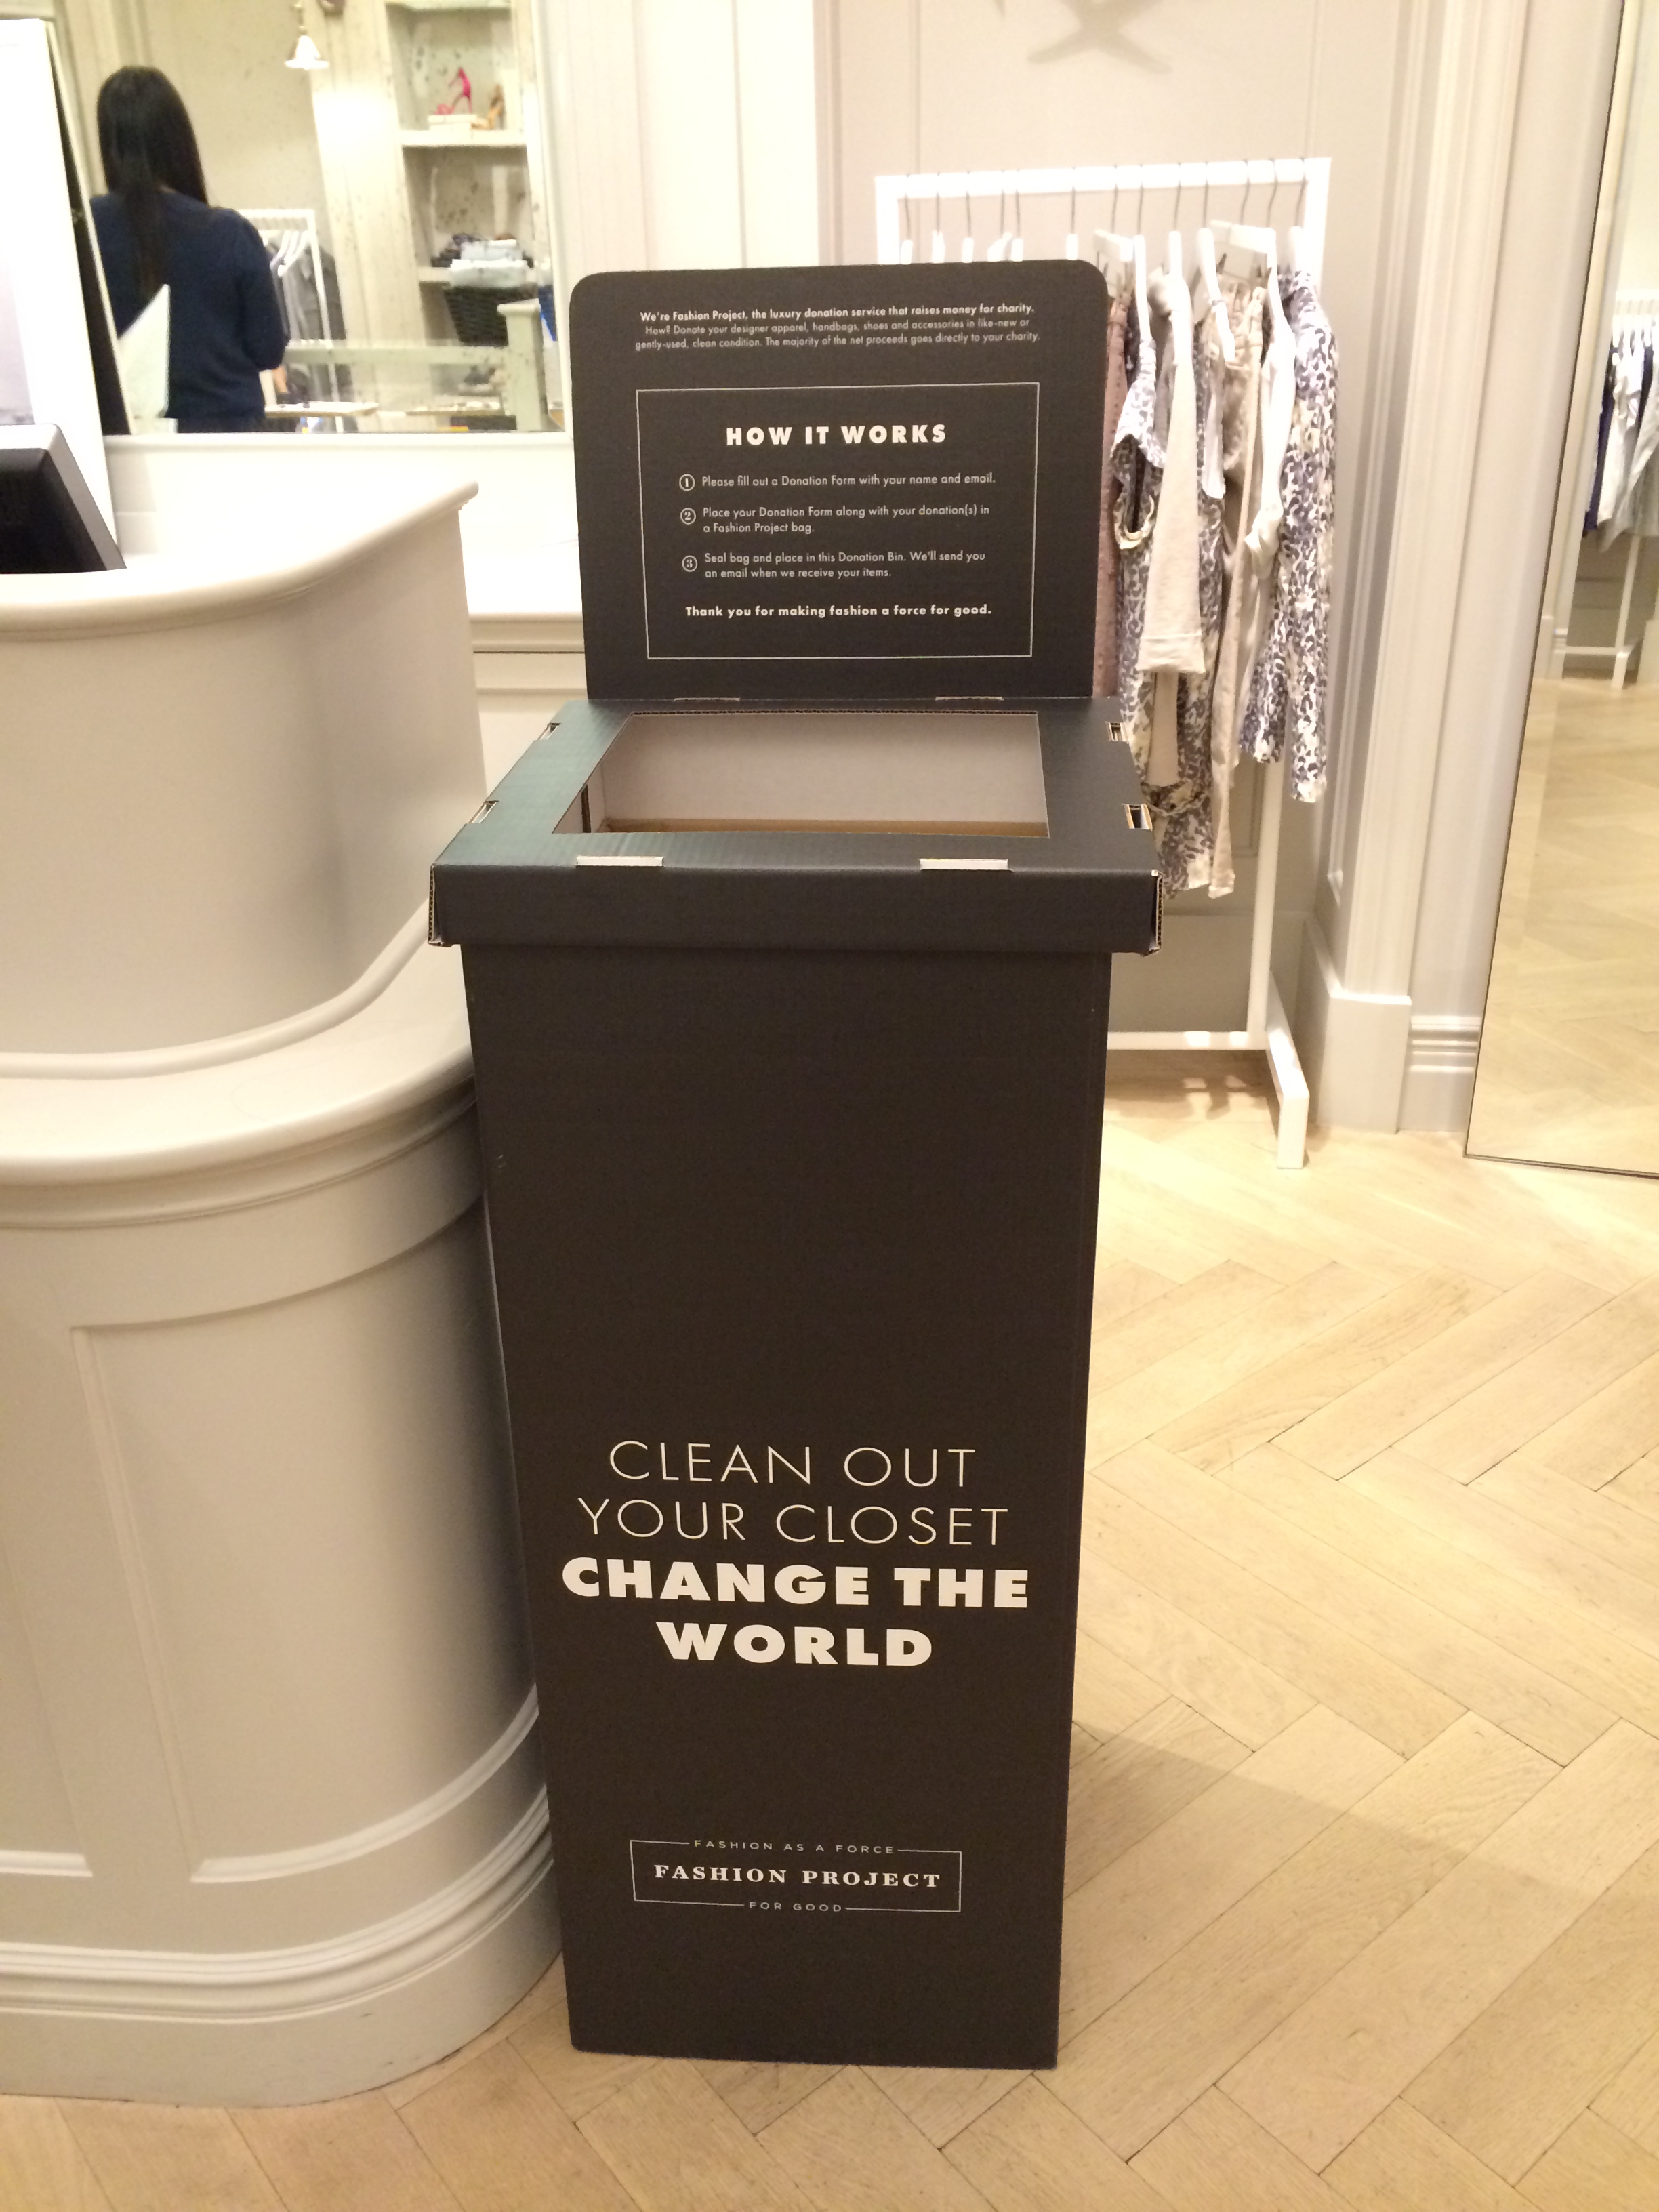 We're Fashion Project, the luxury donation service that raises money for charity.
How? Donate your designer apparel, handbags, shoes and accessories in like-new or
gently-used, clean condition. The majority of the net proceeds goes directly to your charity.
HOW IT WORKS
1 Please fill out a Donation Form with your name and email.
2 Place your Donation Form along with your donation(s) in
a Fashion Project bag.
3 Seal bag and place in this Donation Bin. We'll send you
an email when we receive your items.
Thank you for making fashion a force for good.
CLEAN OUT
YOUR CLOSET
CHANGE THE
WORLD
FASHION AS A FORCE
FASHION PROJECT
FOR GOOD